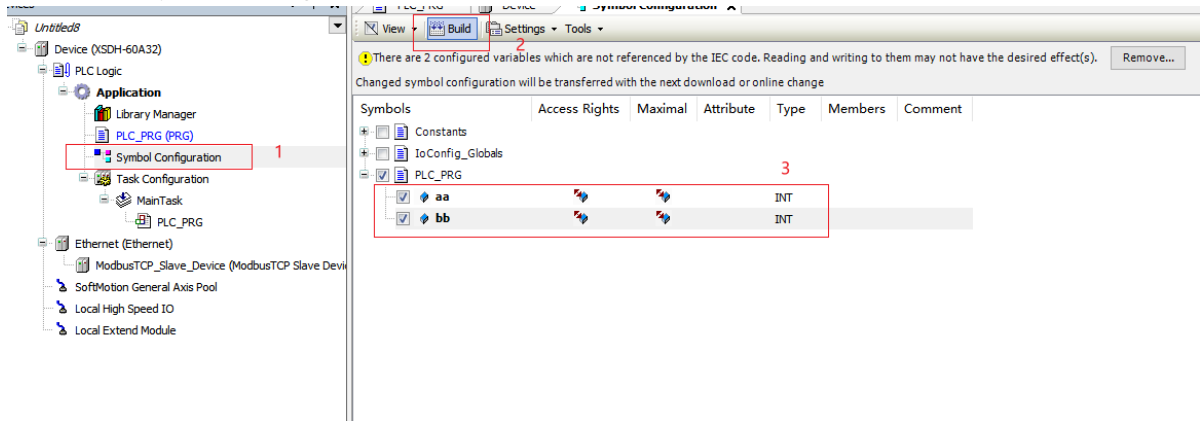 PLC_PRG
Device
Symbol Configuration
Untitled8
Device (XSDH-60A32)
PLC Logic
Application
Library Manager
PLC_PRG (PRG)
Symbol Configuration
1
Task Configuration
MainTask
PLC_PRG
Ethernet (Ethernet)
ModbusTCP_Slave_Device (ModbusTCP Slave Devi
SoftMotion General Axis Pool
Local High Speed IO
Local Extend Module
View Build Settings Tools
2
There are 2 configured variables which are not referenced by the IEC code. Reading and writing to them may not have the desired effect(s). Remove...
Changed symbol configuration will be transferred with the next download or online change
Symbols Access Rights Maximal Attribute Type Members Comment
Constants
IoConfig_Globals
PLC_PRG
3
aa INT
bb INT